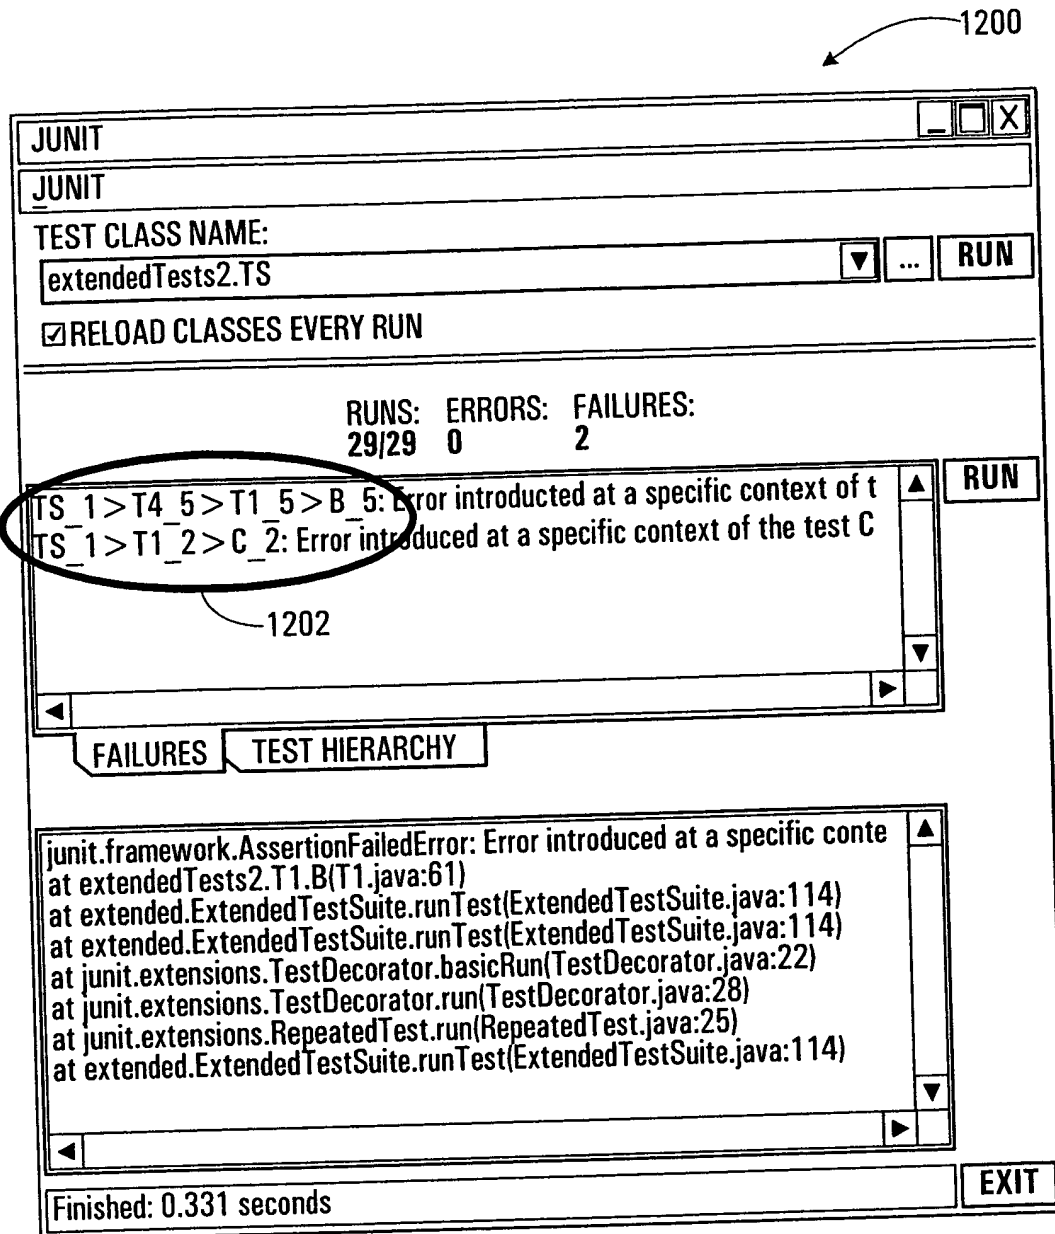 1200
JUNIT
JUNIT
TEST CLASS NAME:
extendedTests2.TS ... RUN
RELOAD CLASSES EVERY RUN
RUNS: ERRORS: FAILURES:
29/29 0 2
RUN
TS_1>T4_5>T1_5>B_5: Error introducted at a specific context of t
TS_1>T1_2>C_2: Error introduced at a specific context of the test C
1202
FAILURES TEST HIERARCHY
junit.framework.AssertionFailedError: Error introduced at a specific conte
at extendedTests2.T1.B(T1.java:61)
at extended.ExtendedTestSuite.runTest(ExtendedTestSuite.java:114)
at extended.ExtendedTestSuite.runTest(ExtendedTestSuite.java:114)
at junit.extensions.TestDecorator.basicRun(TestDecorator.java:22)
at junit.extensions.TestDecorator.run(TestDecorator.java:28)
at junit.extensions.RepeatedTest.run(RepeatedTest.java:25)
at extended.ExtendedTestSuite.runTest(ExtendedTestSuite.java:114)
Finished: 0.331 seconds EXIT